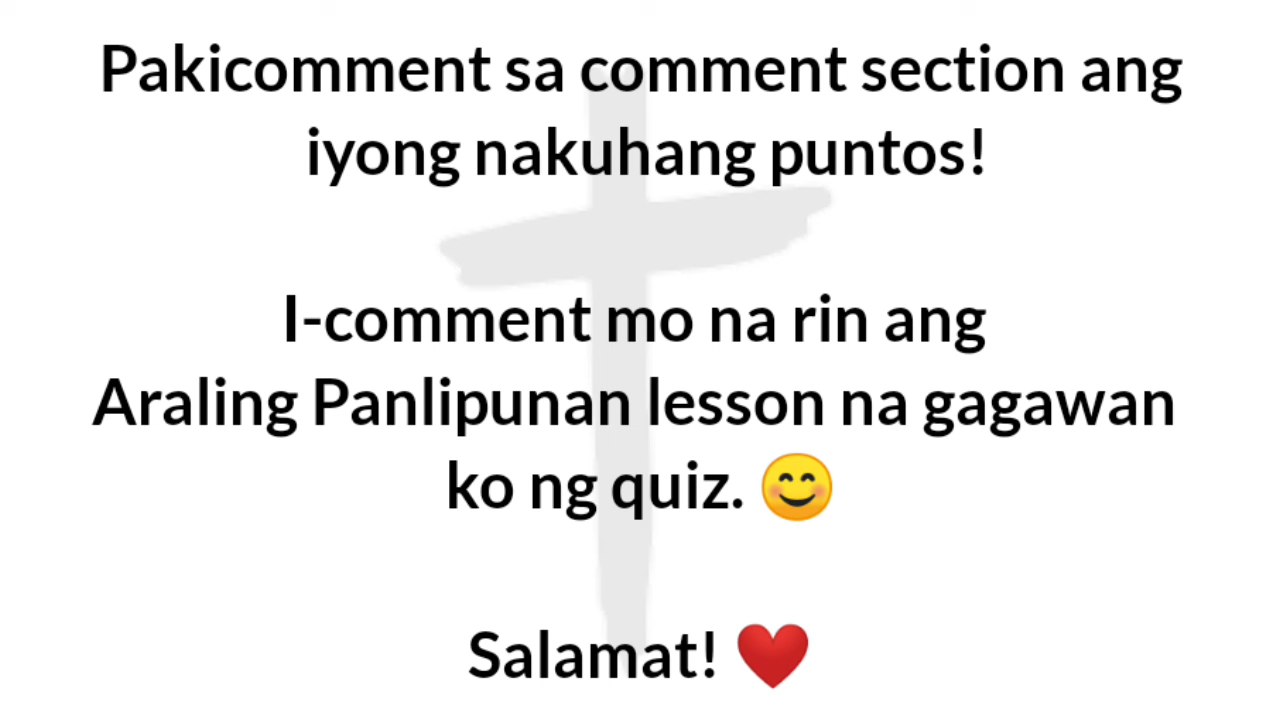 Pakicomment sa comment section ang
iyong nakuhang puntos!
I-comment mo na rin ang
Araling Panlipunan lesson na gagawan
ko ng quiz. 😊
Salamat! ❤️